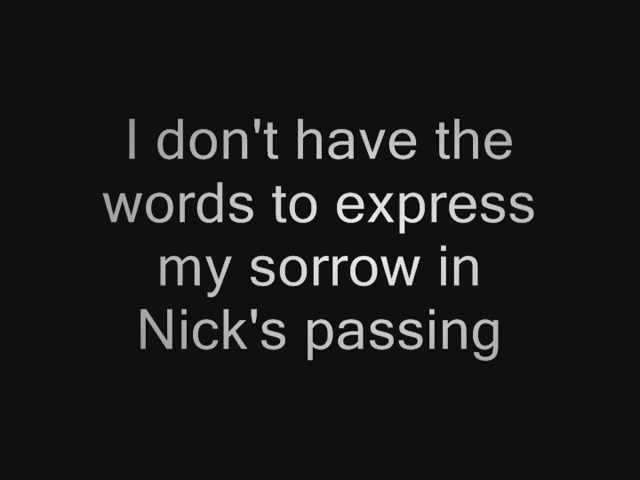 I don't have the
words to express
my sorrow in
Nick's passing